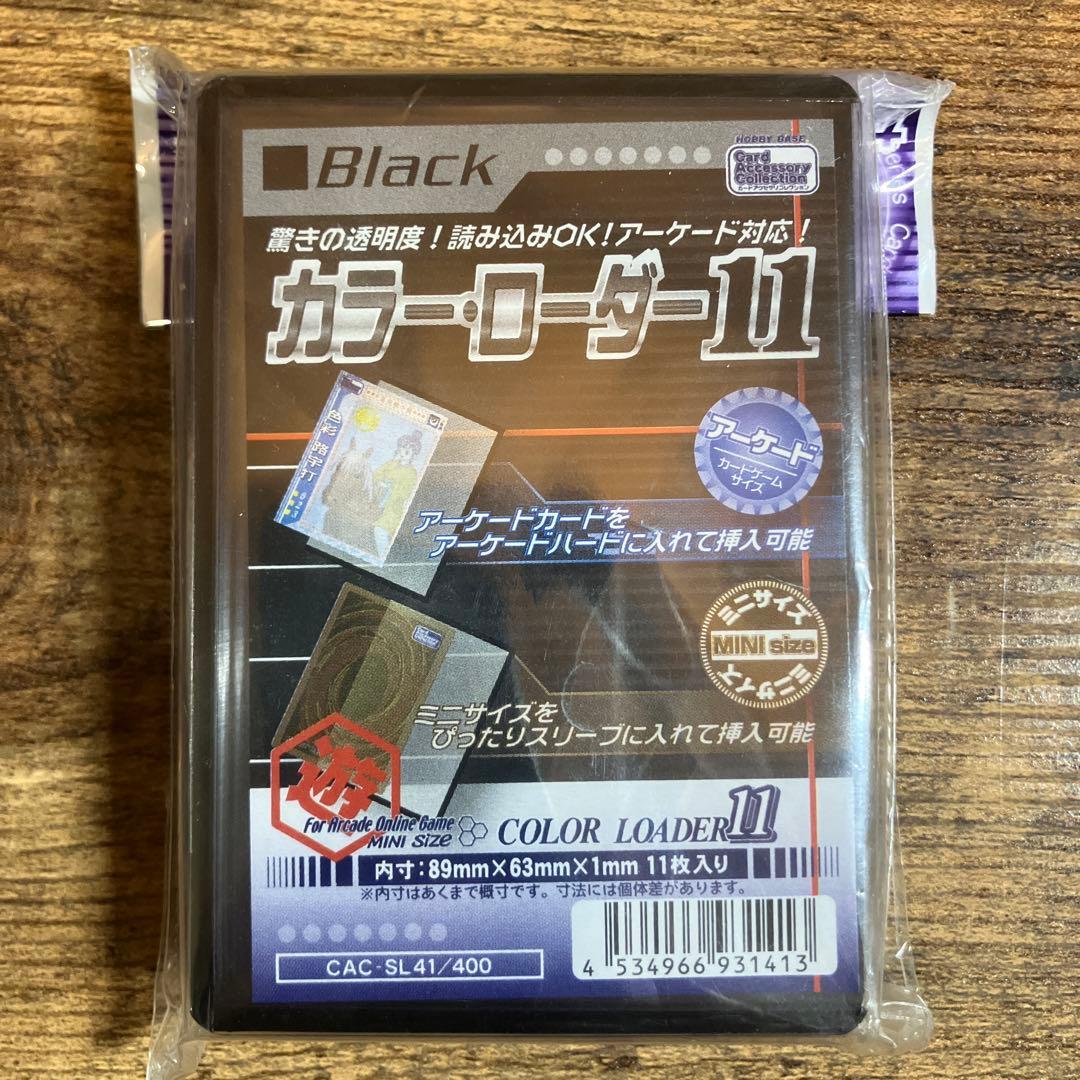 ■Black
HOBBY BASE
Card
Accessory
Collection
カードアクセサリコレクション
驚きの透明度！読み込みOK！アーケード対応！
カラー・ローダー11
色彩 路宇打
アーケード
カードゲーム
サイズ
アーケードカードを
アーケードハードに入れて挿入可能
ミニサイズ
MINI size
ミニサイズ
ミニサイズを
ぴったりスリーブに入れて挿入可能
遊
For Arcade Online Game
MINI Size
COLOR LOADER 11
内寸：89mm×63mm×1mm 11枚入り
※内寸はあくまで概寸です。寸法には個体差があります。
CAC-SL41/400
4 534966 931413